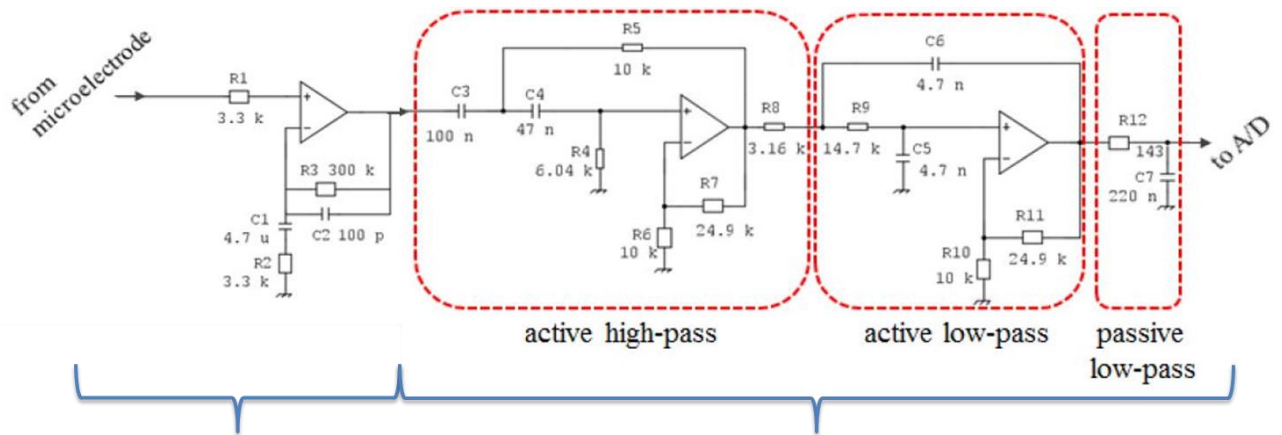 from
microelectrode
R1
3.3 k
+
−
R3 300 k
C1
4.7 u
C2 100 p
R2
3.3 k
C3
100 n
R5
10 k
C4
47 n
R4
6.04 k
+
−
R7
24.9 k
R6
10 k
R8
3.16 k
C6
4.7 n
R9
14.7 k
C5
4.7 n
+
−
R11
24.9 k
R10
10 k
R12
143
C7
220 n
to A/D
active high-pass
active low-pass
passive
low-pass